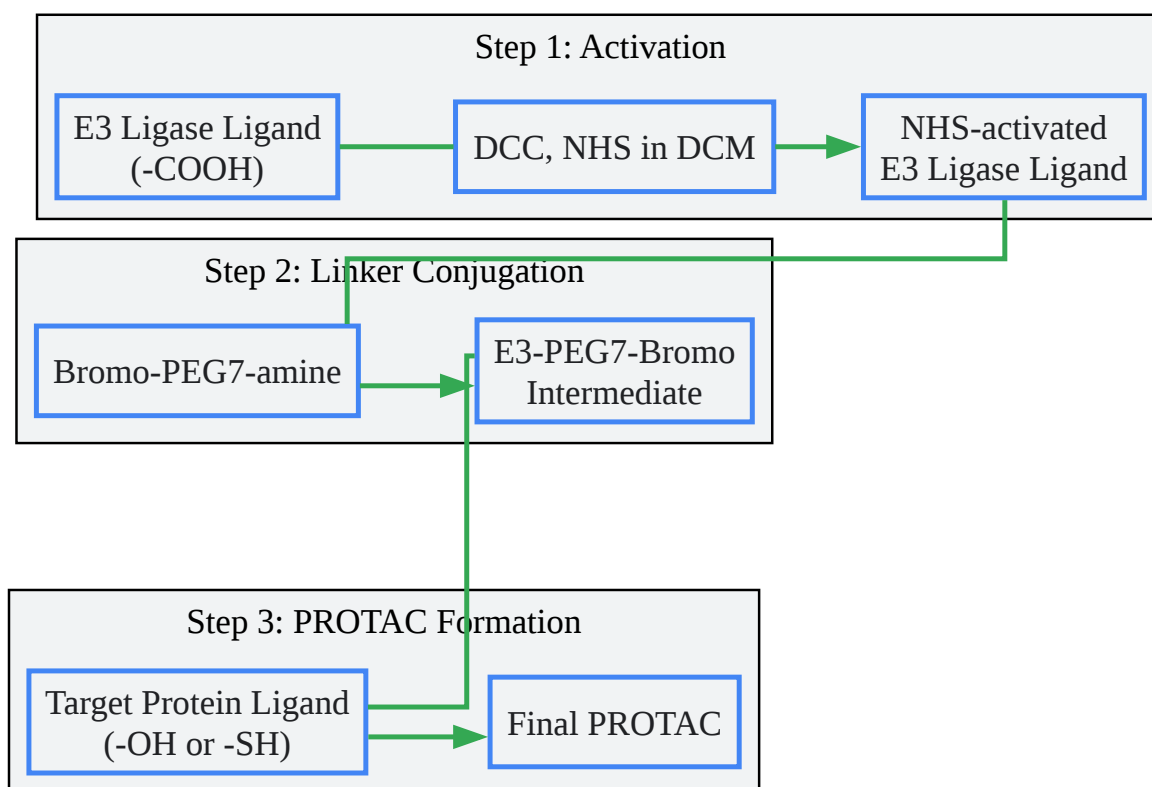 Step 1: Activation
E3 Ligase Ligand
(-COOH)
DCC, NHS in DCM
NHS-activated
E3 Ligase Ligand
Step 2: Linker Conjugation
Bromo-PEG7-amine
E3-PEG7-Bromo
Intermediate
Step 3: PROTAC Formation
Target Protein Ligand
(-OH or -SH)
Final PROTAC